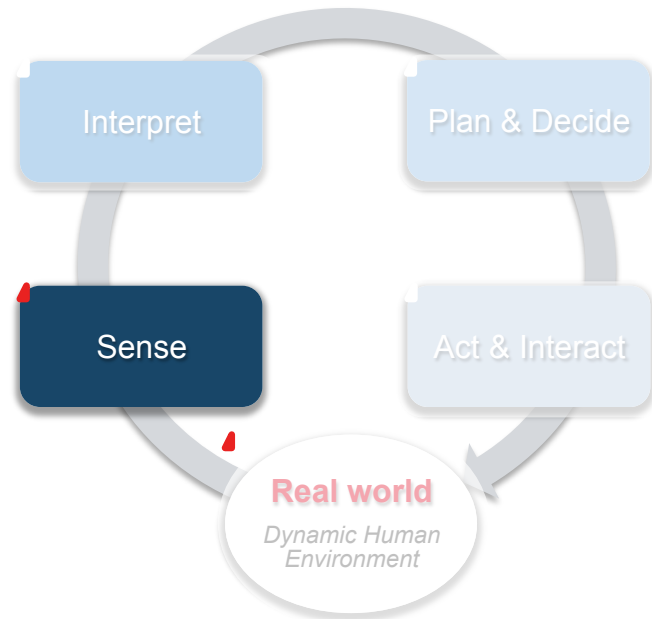 Interpret
Plan & Decide
Sense
Act & Interact
Real world
Dynamic Human
Environment